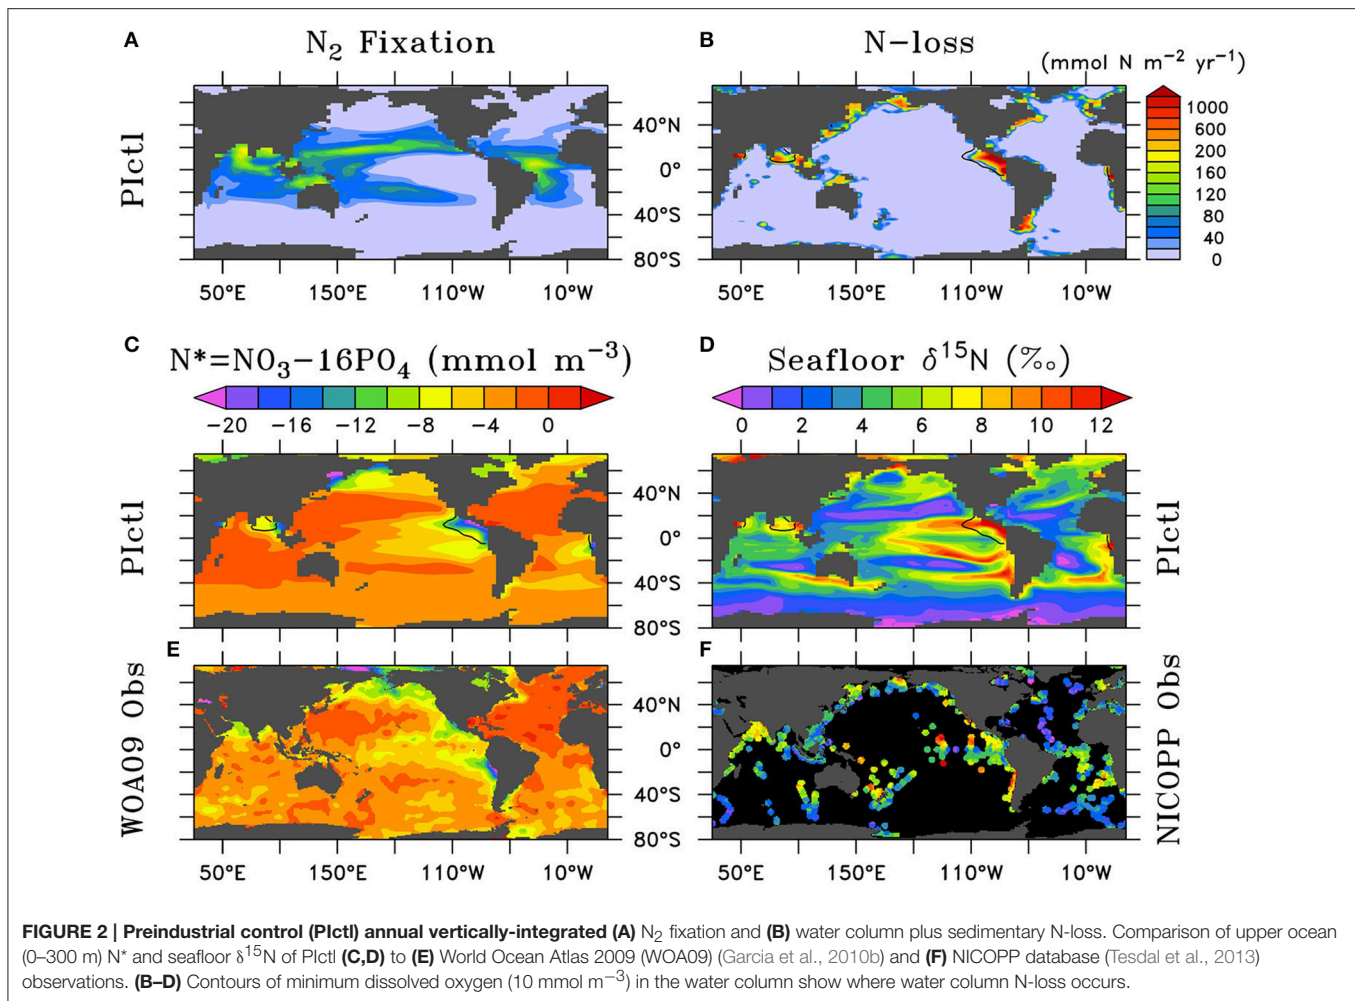 A
N₂ Fixation
B
N-loss
(mmol N m⁻² yr⁻¹)
PIctl
40°N
0°
40°S
80°S
50°E 150°E 110°W 10°W
50°E 150°E 110°W 10°W
1000
600
200
160
120
80
40
0
C
N*=NO₃−16PO₄ (mmol m⁻³)
−20 −16 −12 −8 −4 0
D
Seafloor δ¹⁵N (‰)
0 2 4 6 8 10 12
PIctl
40°N
0°
40°S
80°S
PIctl
E
WOA09 Obs
40°N
0°
40°S
80°S
50°E 150°E 110°W 10°W
F
NICOPP Obs
50°E 150°E 110°W 10°W
FIGURE 2 | Preindustrial control (PIctl) annual vertically-integrated (A) N₂ fixation and (B) water column plus sedimentary N-loss. Comparison of upper ocean
(0–300 m) N* and seafloor δ¹⁵N of PIctl (C,D) to (E) World Ocean Atlas 2009 (WOA09) (Garcia et al., 2010b) and (F) NICOPP database (Tesdal et al., 2013)
observations. (B–D) Contours of minimum dissolved oxygen (10 mmol m⁻³) in the water column show where water column N-loss occurs.